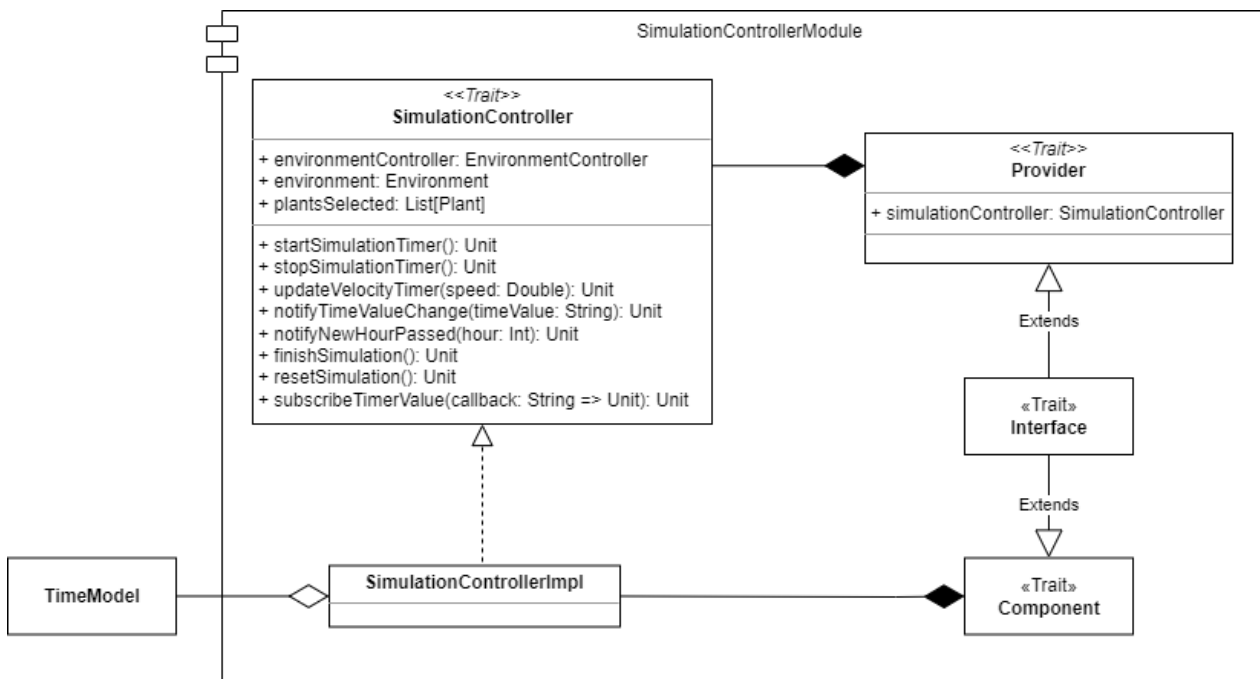 SimulationControllerModule
<<Trait>>
SimulationController
+ environmentController: EnvironmentController
+ environment: Environment
+ plantsSelected: List[Plant]
+ startSimulationTimer(): Unit
+ stopSimulationTimer(): Unit
+ updateVelocityTimer(speed: Double): Unit
+ notifyTimeValueChange(timeValue: String): Unit
+ notifyNewHourPassed(hour: Int): Unit
+ finishSimulation(): Unit
+ resetSimulation(): Unit
+ subscribeTimerValue(callback: String => Unit): Unit
<<Trait>>
Provider
+ simulationController: SimulationController
Extends
«Trait»
Interface
Extends
TimeModel
SimulationControllerImpl
«Trait»
Component